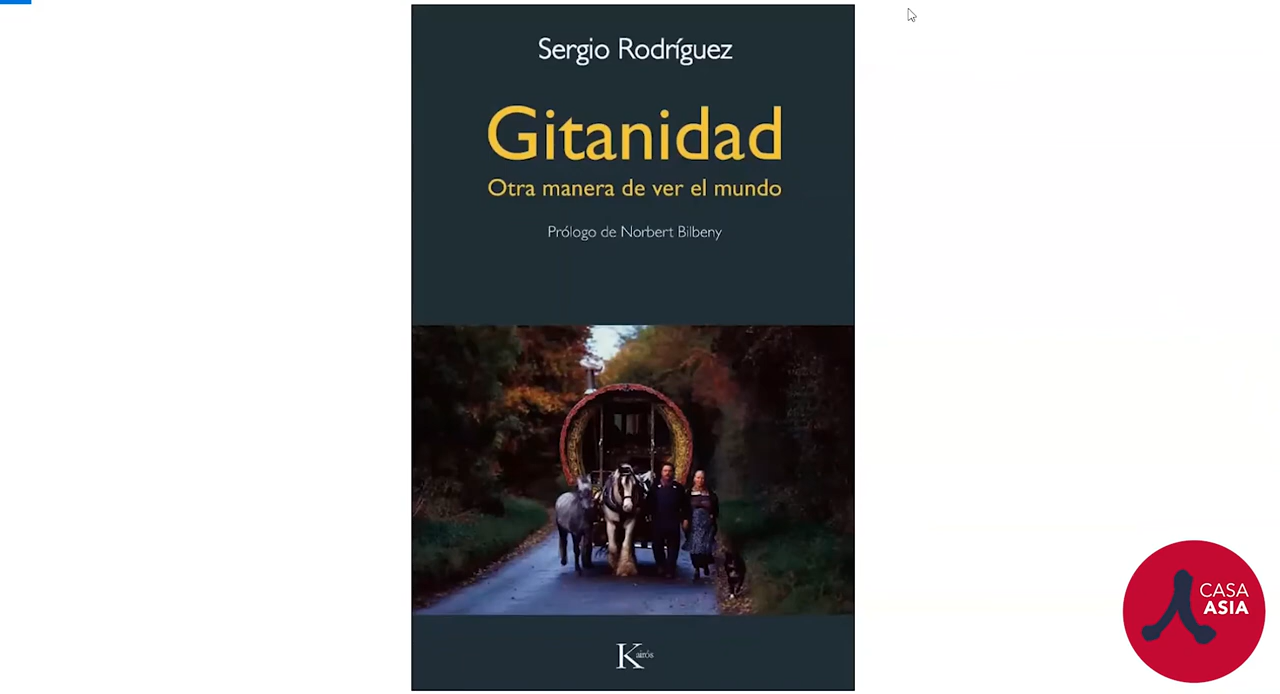 Sergio Rodríguez
Gitanidad
Otra manera de ver el mundo
Prólogo de Norbert Bilbeny
Kairós
CASA
ASIA